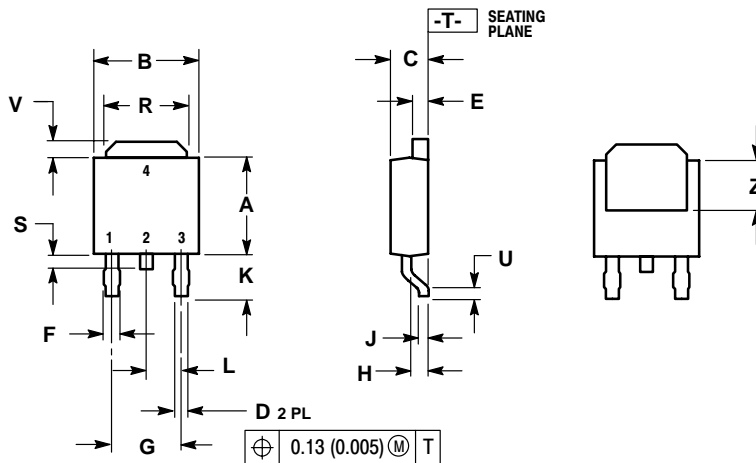 -T- SEATING
PLANE
B
C
V
R
E
4
Z
A
S
1 2 3
K
U
F
J
L
H
D 2 PL
G
⌖ 0.13 (0.005) Ⓜ T